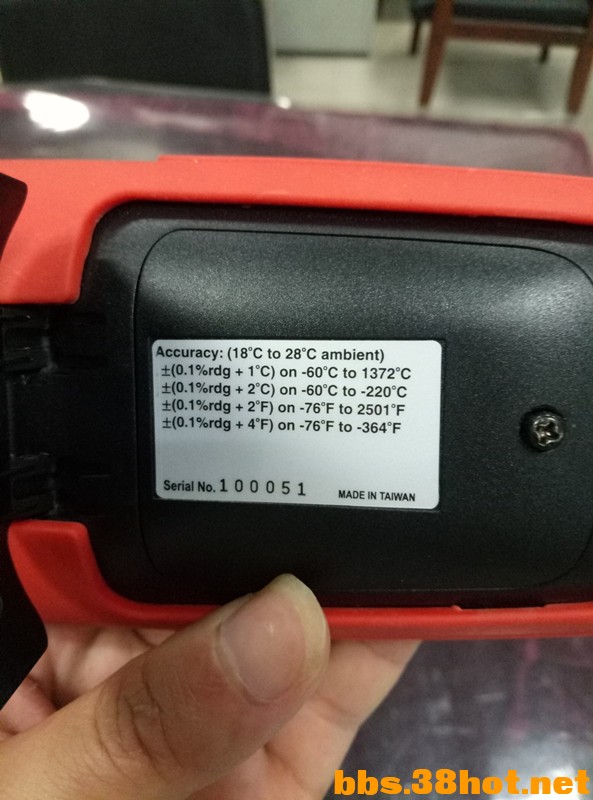 Accuracy: (18°C to 28°C ambient)
±(0.1%rdg + 1°C) on -60°C to 1372°C
±(0.1%rdg + 2°C) on -60°C to -220°C
±(0.1%rdg + 2°F) on -76°F to 2501°F
±(0.1%rdg + 4°F) on -76°F to -364°F
Serial No. 100051 MADE IN TAIWAN
bbs.38hot.net